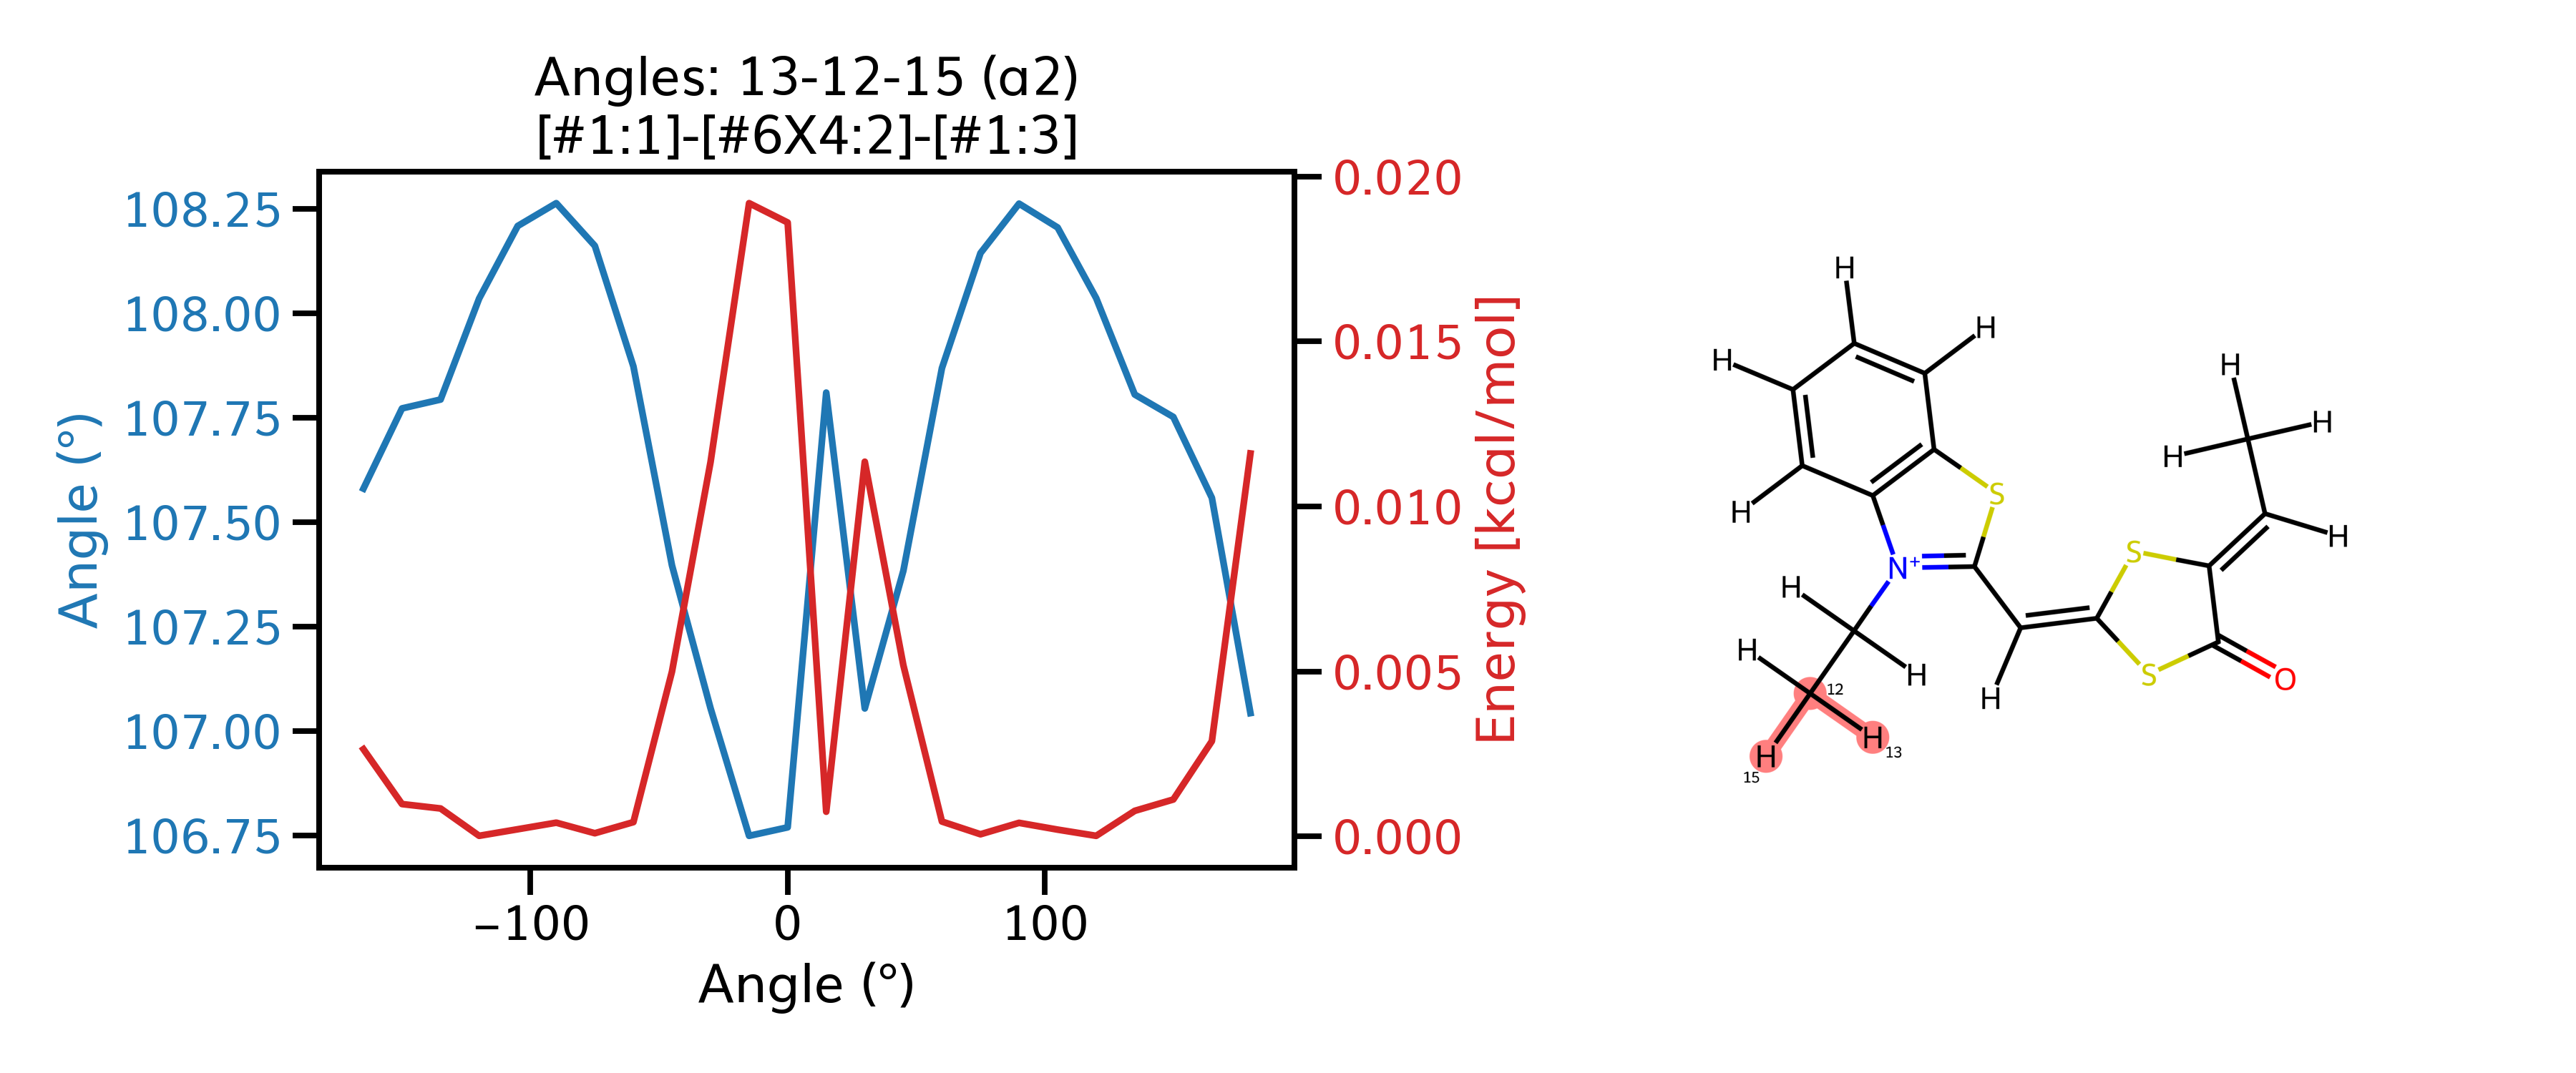 Angles: 13-12-15 (α2)
[#1:1]-[#6X4:2]-[#1:3]
108.25
108.00
107.75
107.50
107.25
107.00
106.75
Angle (°)
0.020
0.015
0.010
0.005
0.000
Energy [kcal/mol]
−100
0
100
Angle (°)
H
H
H
H
S
N⁺
H
H
H
H
S
S
O
H
H
H
H
H
12
13
15
H
H